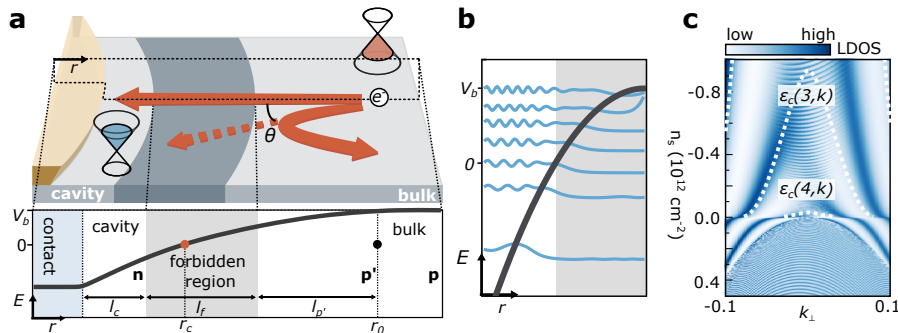 a
r
e⁻
θ
cavity
bulk
V_b
contact
cavity
bulk
0
forbidden
region
n
p'
p
E
l_c
l_f
l_p'
r
r_c
r_0
b
V_b
0
E
r
c
low
high
LDOS
-0.8
ε_c(3,k)
-0.4
ε_c(4,k)
0.0
0.4
n_s (10¹² cm⁻²)
-0.1
0.1
k_⊥